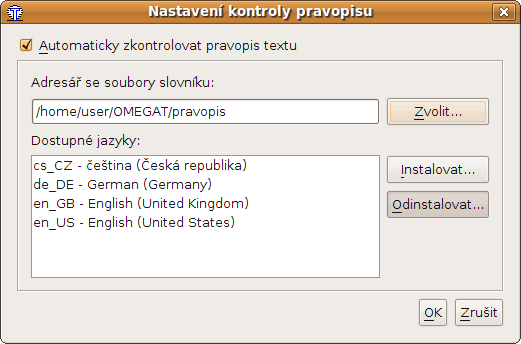 Nastavení kontroly pravopisu
Automaticky zkontrolovat pravopis textu
Adresář se soubory slovníku:
/home/user/OMEGAT/pravopis
Zvolit...
Dostupné jazyky:
cs_CZ - čeština (Česká republika)
de_DE - German (Germany)
en_GB - English (United Kingdom)
en_US - English (United States)
Instalovat...
Odinstalovat...
OK
Zrušit